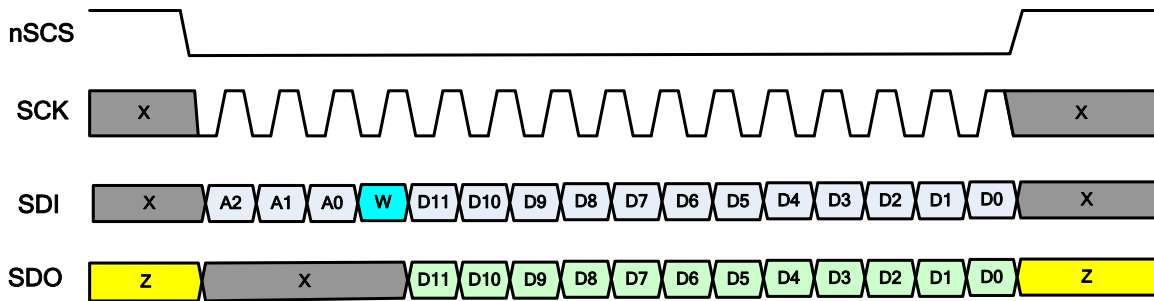 nSCS
SCK X X
SDI X A2 A1 A0 W D11 D10 D9 D8 D7 D6 D5 D4 D3 D2 D1 D0 X
SDO Z X D11 D10 D9 D8 D7 D6 D5 D4 D3 D2 D1 D0 Z